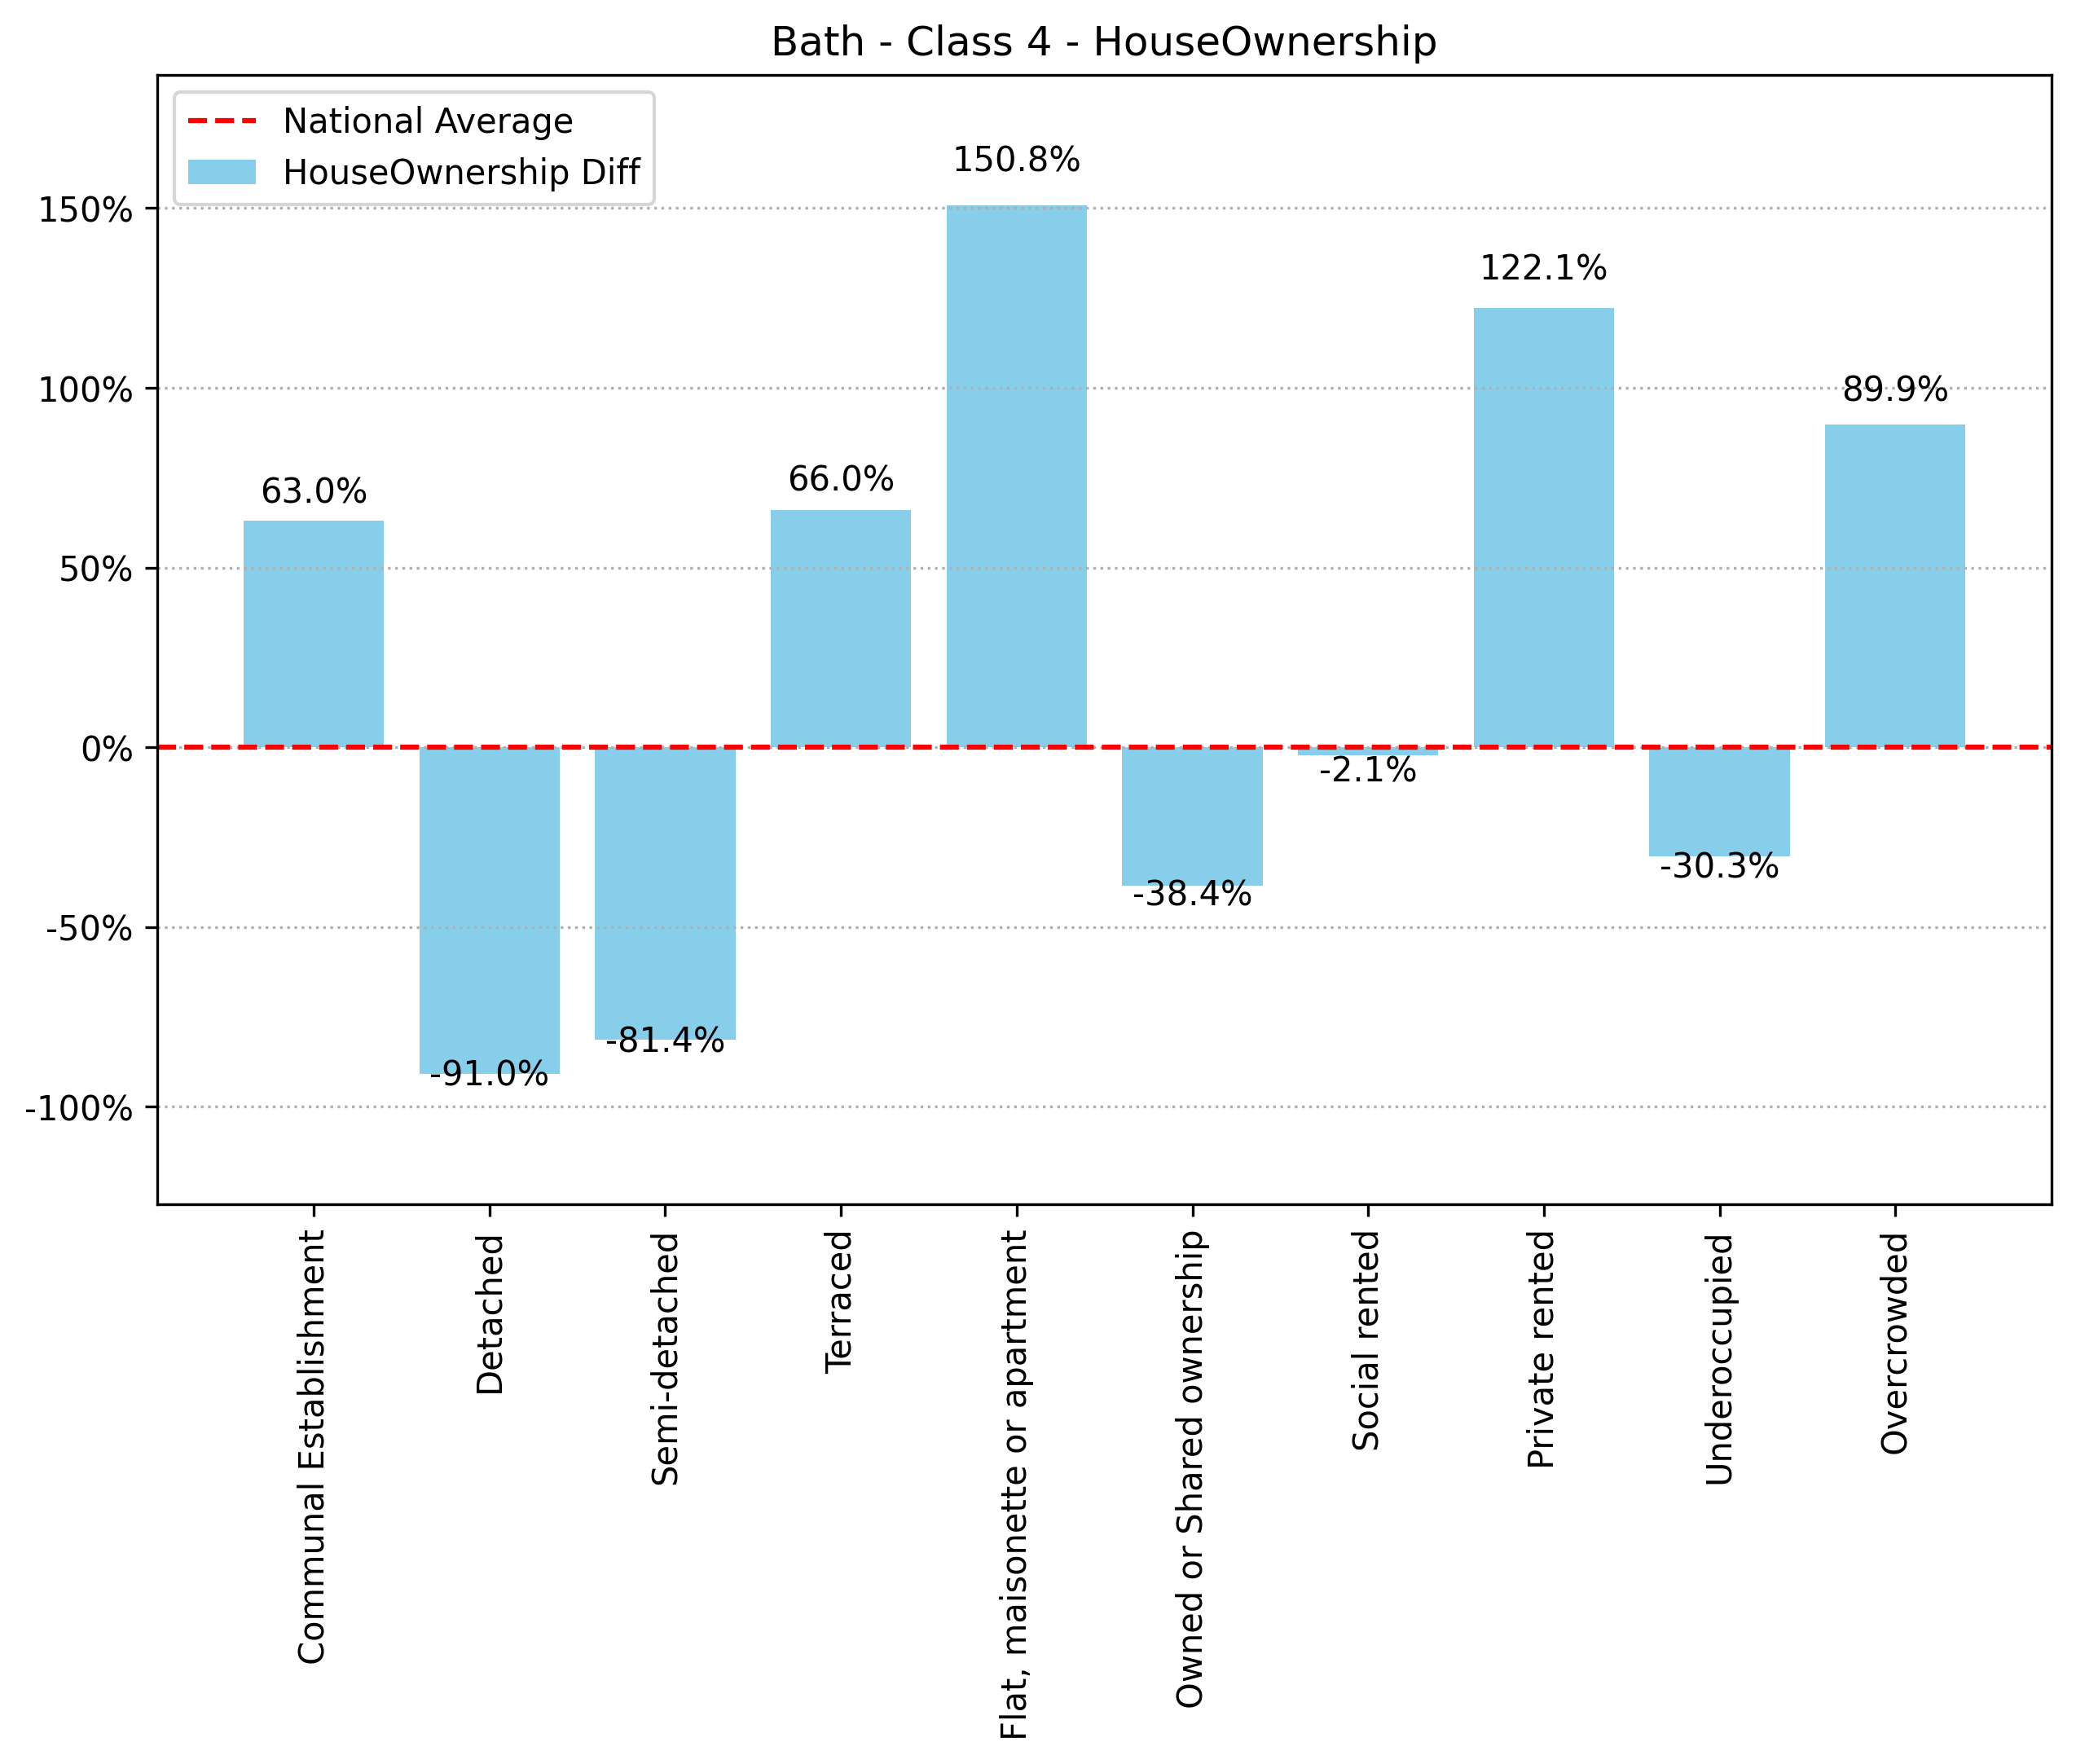 Bath - Class 4 - HouseOwnership
National Average
HouseOwnership Diff
150%
100%
50%
0%
-50%
-100%
63.0%
-91.0%
-81.4%
66.0%
150.8%
-38.4%
-2.1%
122.1%
-30.3%
89.9%
Communal Establishment
Detached
Semi-detached
Terraced
Flat, maisonette or apartment
Owned or Shared ownership
Social rented
Private rented
Underoccupied
Overcrowded